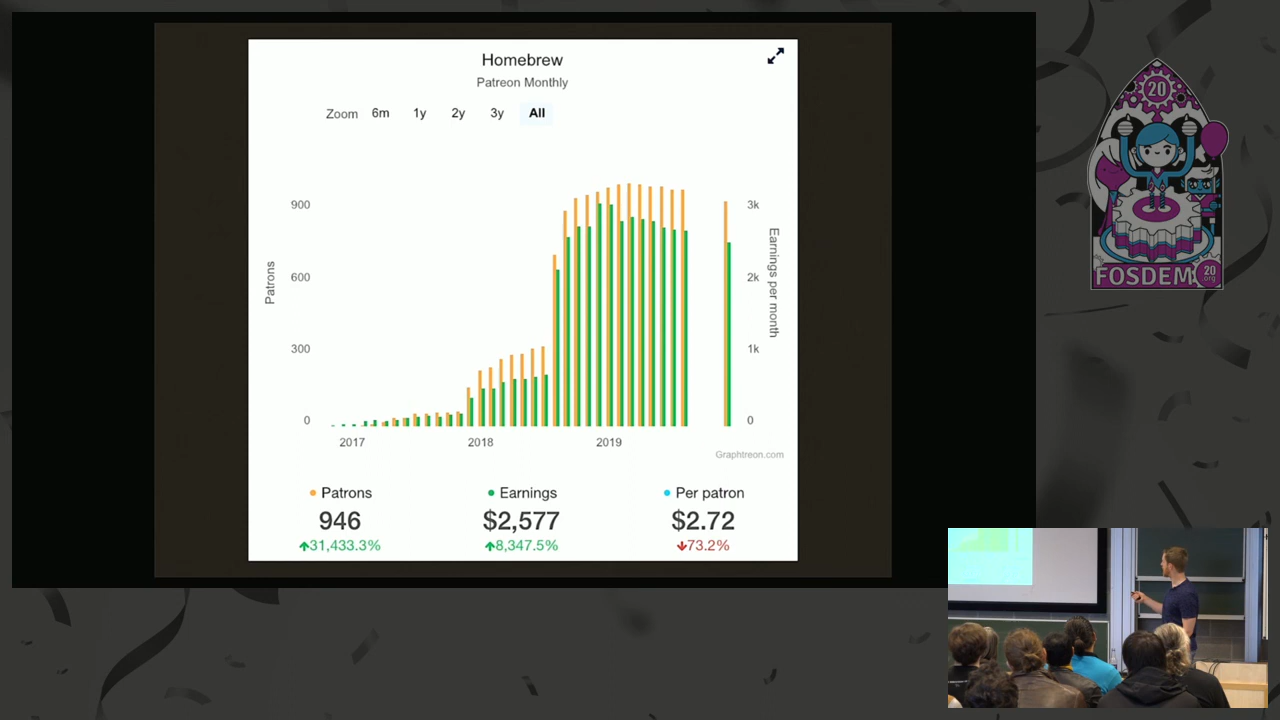 Homebrew
Patreon Monthly
Zoom 6m 1y 2y 3y All
900
600
300
0
Patrons
3k
2k
1k
0
Earnings per month
2017 2018 2019
Graphtreon.com
Patrons Earnings Per patron
946 $2,577 $2.72
31,433.3% 8,347.5% 73.2%
20
FOSDEM
20
.org